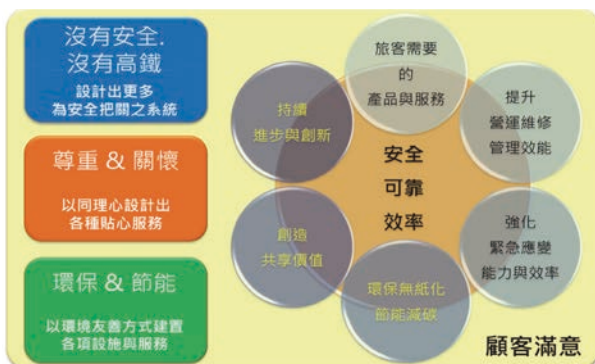 沒有安全.
沒有高鐵
設計出更多
為安全把關之系統
尊重 & 關懷
以同理心設計出
各種貼心服務
環保 & 節能
以環境友善方式建置
各項設施與服務
旅客需要
的
產品與服務
提升
營運維修
管理效能
強化
緊急應變
能力與效率
環保無紙化
節能減碳
創造
共享價值
持續
進步與創新
安全
可靠
效率
顧客滿意